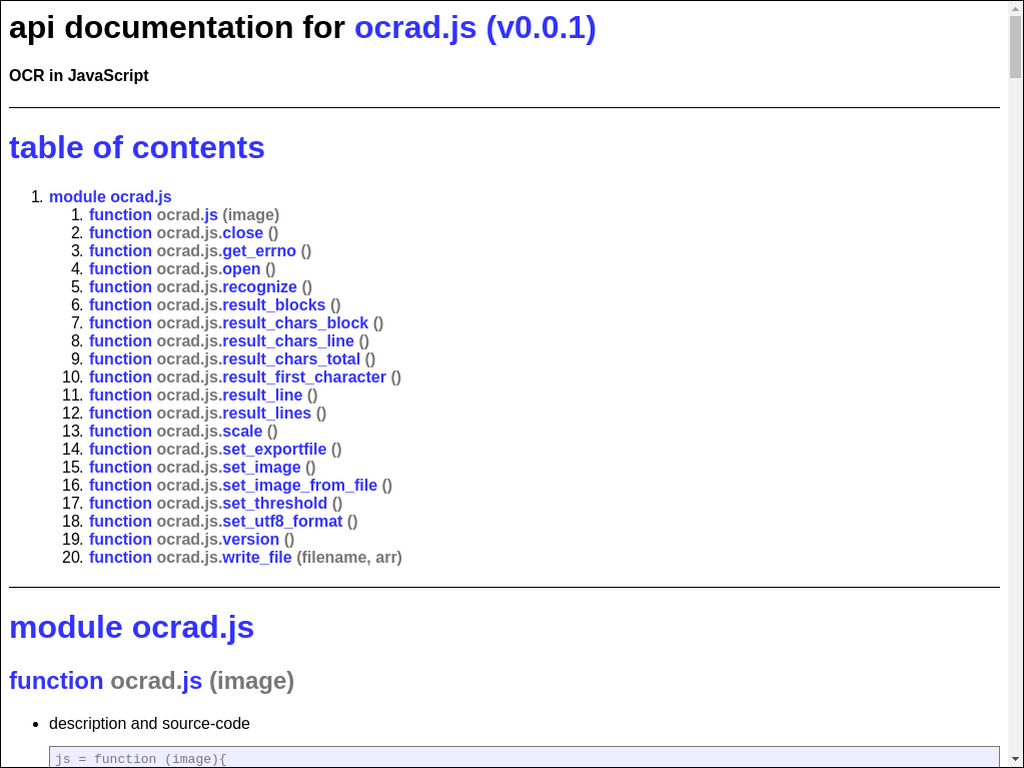 api documentation for ocrad.js (v0.0.1)
OCR in JavaScript
table of contents
1. module ocrad.js
1. function ocrad.js (image)
2. function ocrad.js.close ()
3. function ocrad.js.get_errno ()
4. function ocrad.js.open ()
5. function ocrad.js.recognize ()
6. function ocrad.js.result_blocks ()
7. function ocrad.js.result_chars_block ()
8. function ocrad.js.result_chars_line ()
9. function ocrad.js.result_chars_total ()
10. function ocrad.js.result_first_character ()
11. function ocrad.js.result_line ()
12. function ocrad.js.result_lines ()
13. function ocrad.js.scale ()
14. function ocrad.js.set_exportfile ()
15. function ocrad.js.set_image ()
16. function ocrad.js.set_image_from_file ()
17. function ocrad.js.set_threshold ()
18. function ocrad.js.set_utf8_format ()
19. function ocrad.js.version ()
20. function ocrad.js.write_file (filename, arr)
module ocrad.js
function ocrad.js (image)
• description and source-code
js = function (image){